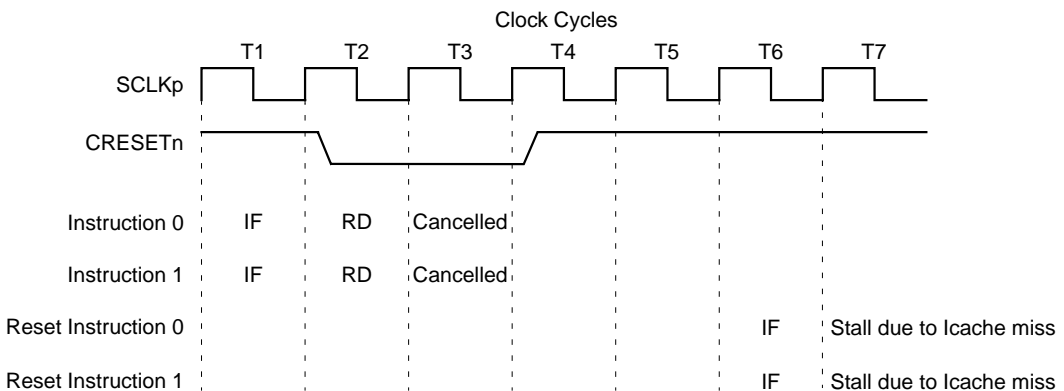 Clock Cycles
T1 T2 T3 T4 T5 T6 T7
SCLKp
CRESETn
Instruction 0 IF RD Cancelled
Instruction 1 IF RD Cancelled
Reset Instruction 0 IF Stall due to Icache miss
Reset Instruction 1 IF Stall due to Icache miss